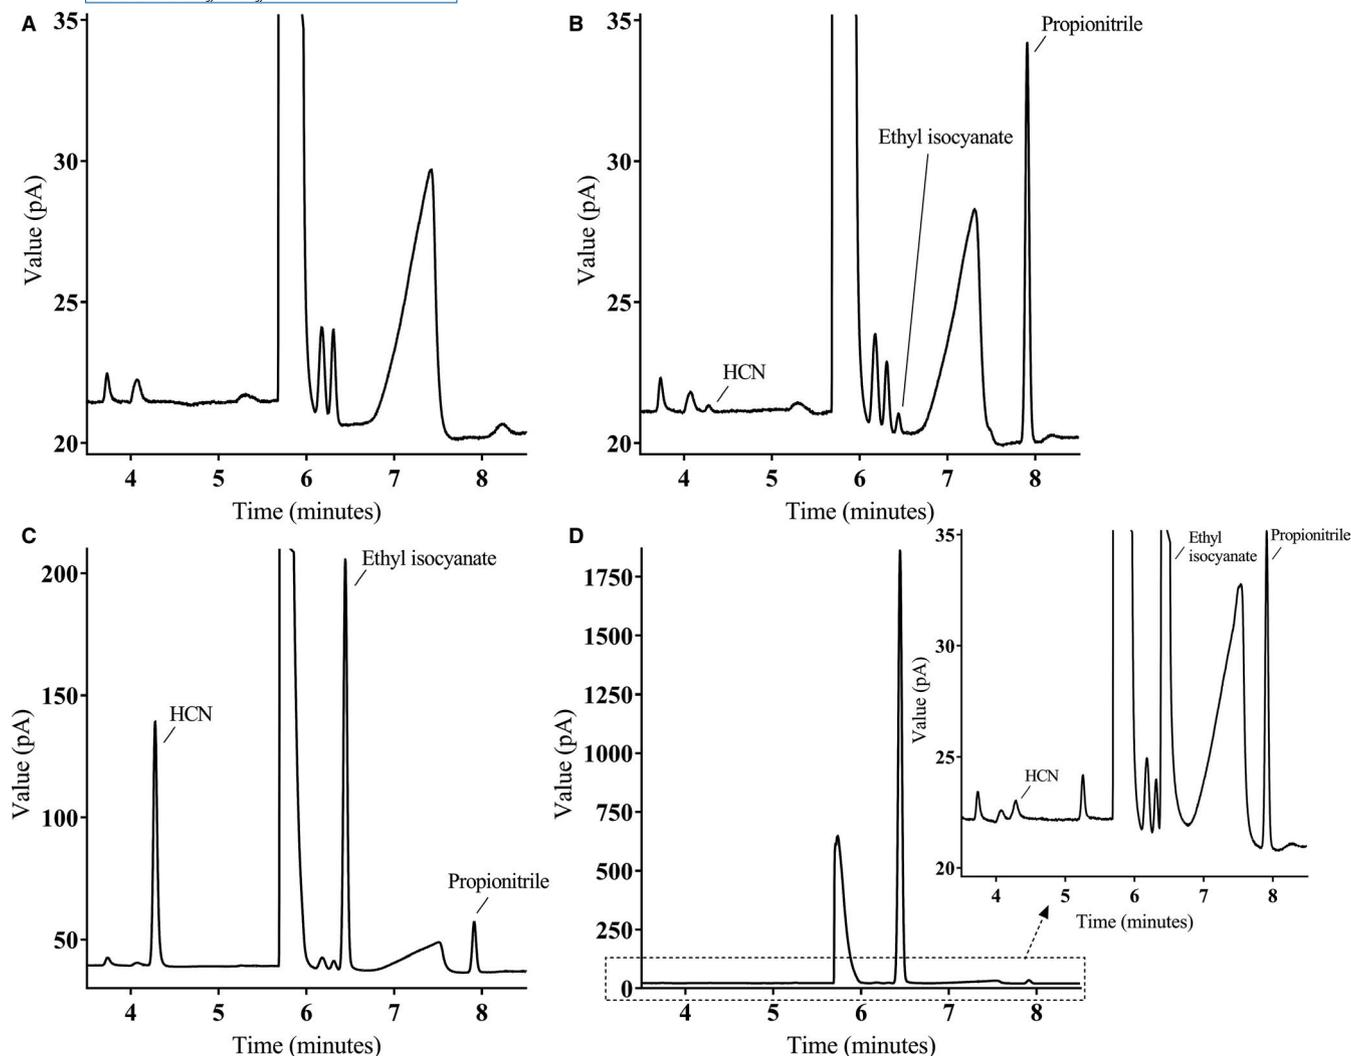 A
35
30
25
20
Value (pA)
4 5 6 7 8
Time (minutes)
B
35
30
25
20
Value (pA)
Propionitrile
Ethyl isocyanate
HCN
4 5 6 7 8
Time (minutes)
C
200
150
100
50
Value (pA)
Ethyl isocyanate
HCN
Propionitrile
4 5 6 7 8
Time (minutes)
D
1750
1500
1250
1000
750
500
250
0
Value (pA)
4 5 6 7 8
Time (minutes)
35
30
25
20
Value (pA)
Ethyl
isocyanate
Propionitrile
HCN
4 5 6 7 8
Time (minutes)